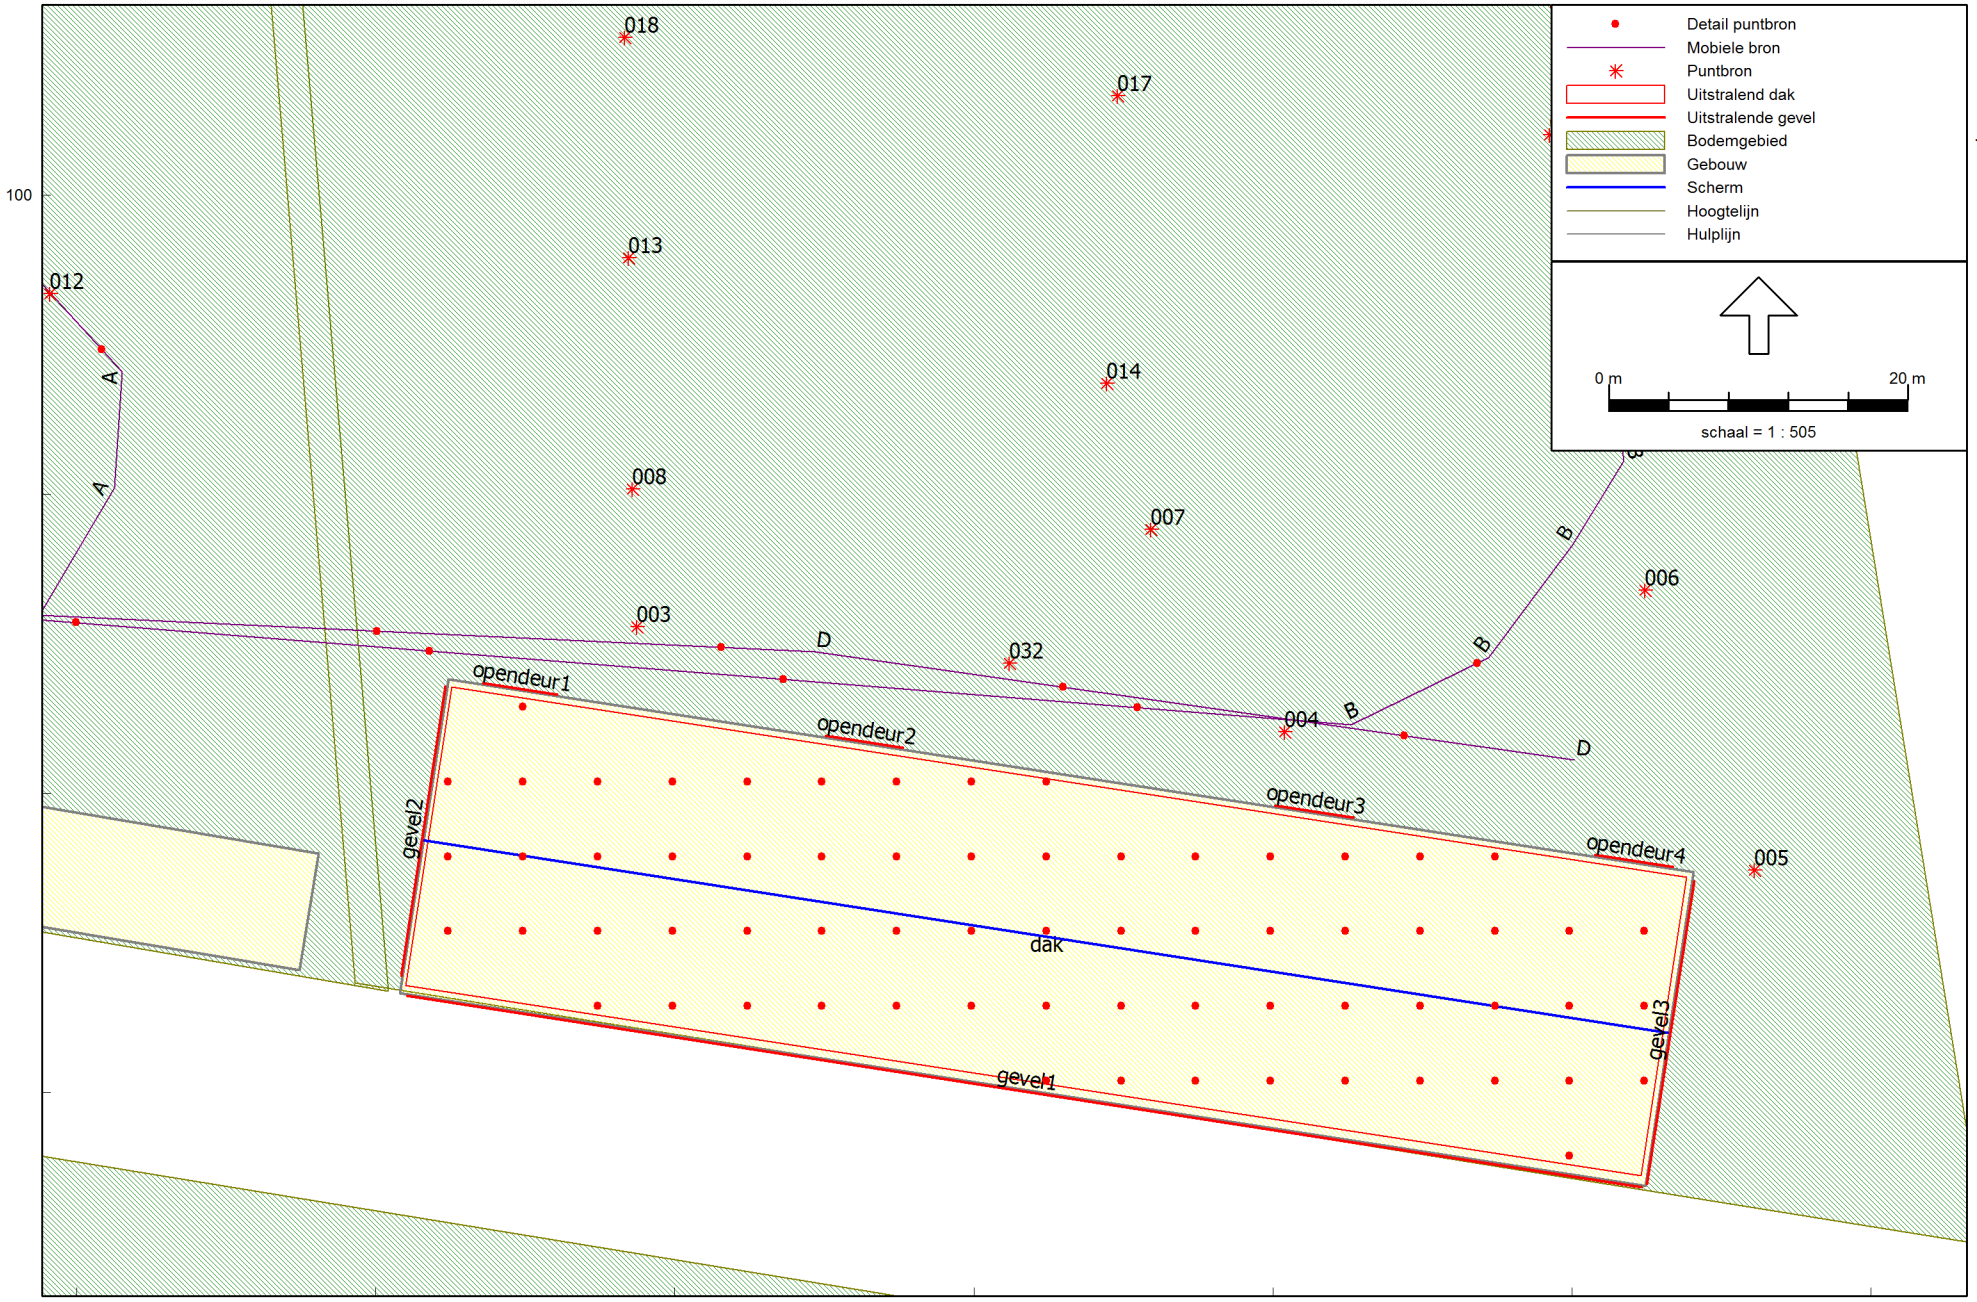 018
017
Detail puntbron
Mobiele bron
Puntbron
Uitstralend dak
Uitstralende gevel
Bodemgebied
Gebouw
Scherm
Hoogtelijn
Hulplijn
100
013
012
0 m 20 m
schaal = 1 : 505
014
A
B
008
A
007
B
006
003
D
032
B
opendeur1
B
004
opendeur2
D
opendeur3
gevel2
opendeur4
005
dak
gevel3
gevel1